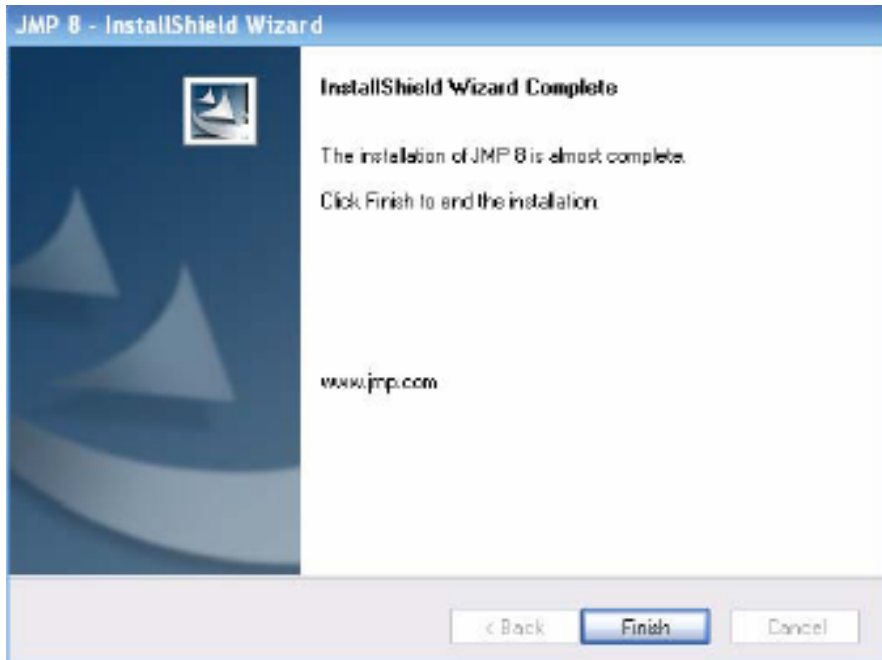 JMP 8 - InstallShield Wizard
InstallShield Wizard Complete
The installation of JMP 8 is almost complete.
Click Finish to end the installation.
www.jmp.com
< Back Finish Cancel